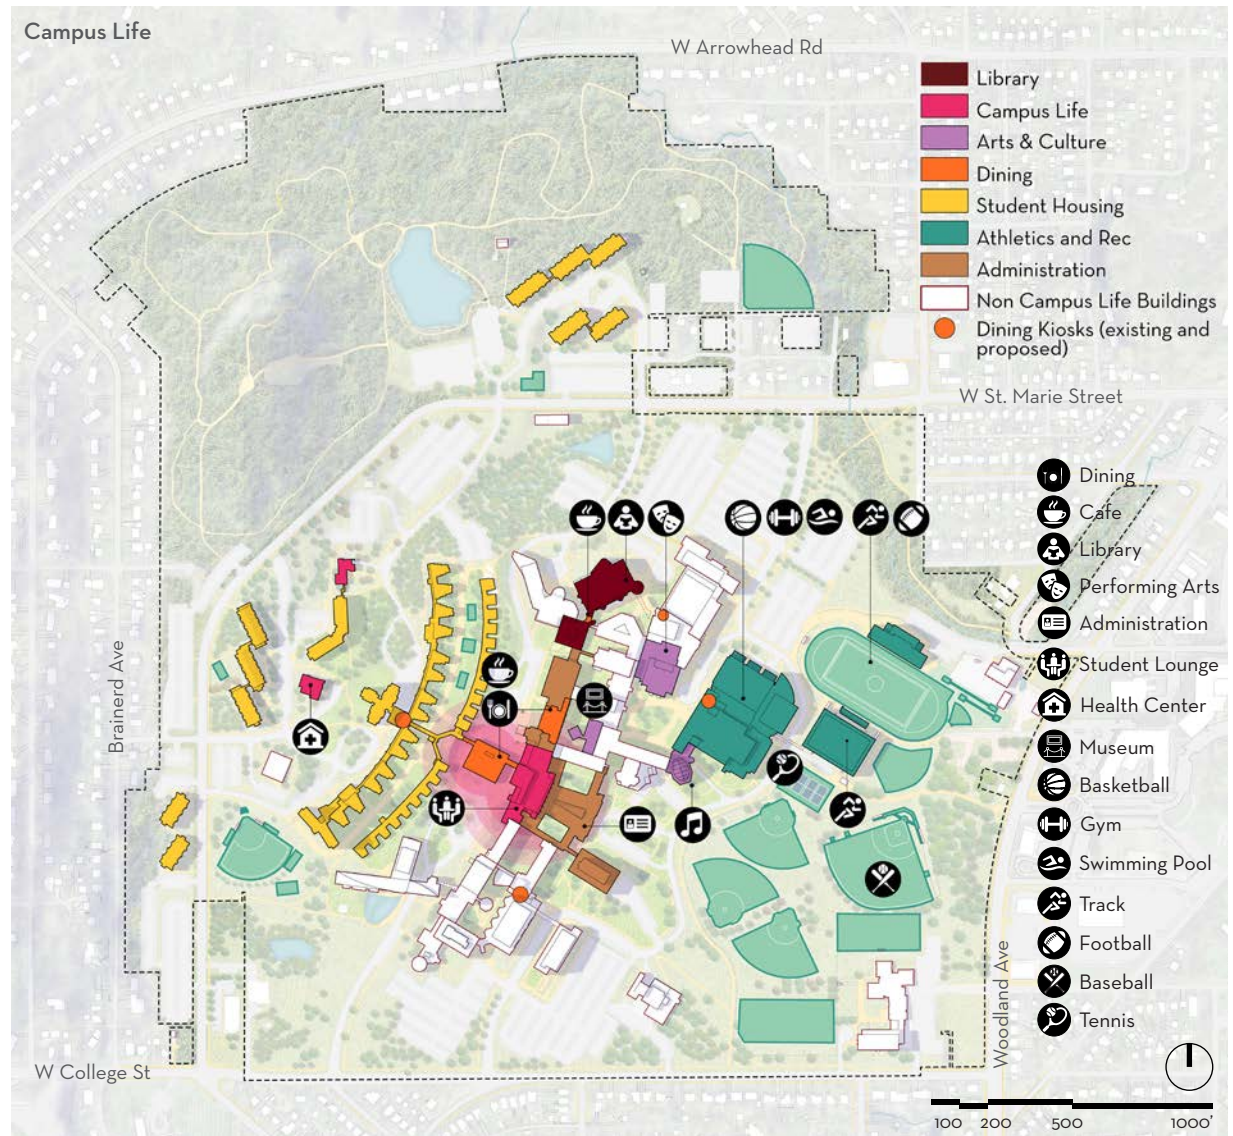 Campus Life
W Arrowhead Rd
Library
Campus Life
Arts & Culture
Dining
Student Housing
Athletics and Rec
Administration
Non Campus Life Buildings
Dining Kiosks (existing and
proposed)
W St. Marie Street
Dining
Cafe
Library
Performing Arts
Administration
Student Lounge
Health Center
Museum
Basketball
Gym
Swimming Pool
Track
Football
Baseball
Tennis
Brainerd Ave
Woodland Ave
W College St
100 200 500 1000'